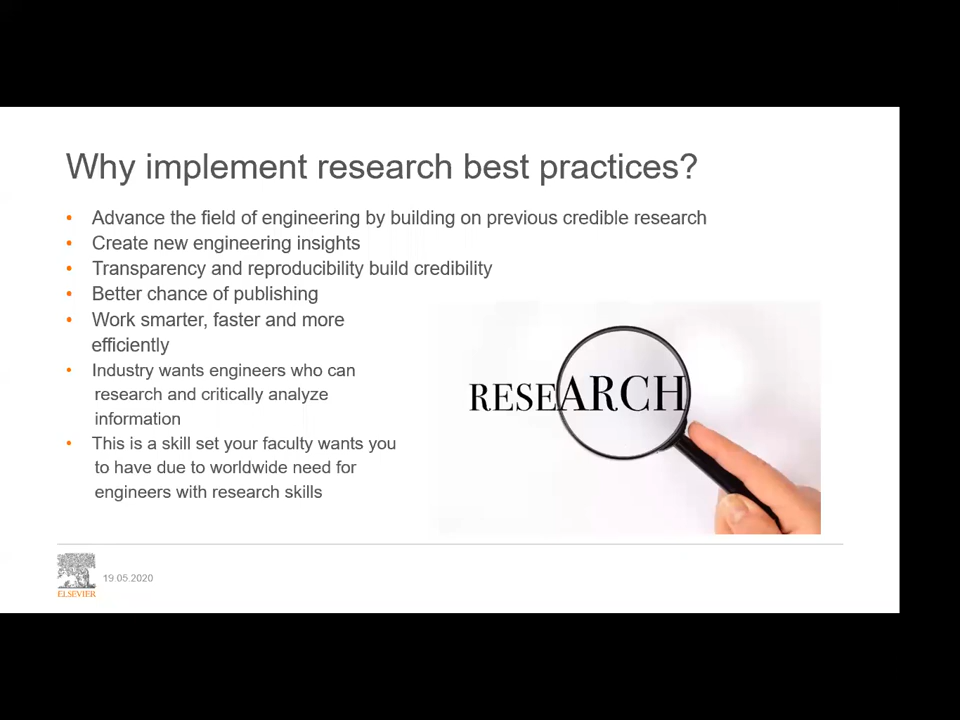 Why implement research best practices?
• Advance the field of engineering by building on previous credible research
• Create new engineering insights
• Transparency and reproducibility build credibility
• Better chance of publishing
• Work smarter, faster and more
efficiently
• Industry wants engineers who can
research and critically analyze
information
• This is a skill set your faculty wants you
to have due to worldwide need for
engineers with research skills
RESEARCH
19.05.2020
ELSEVIER